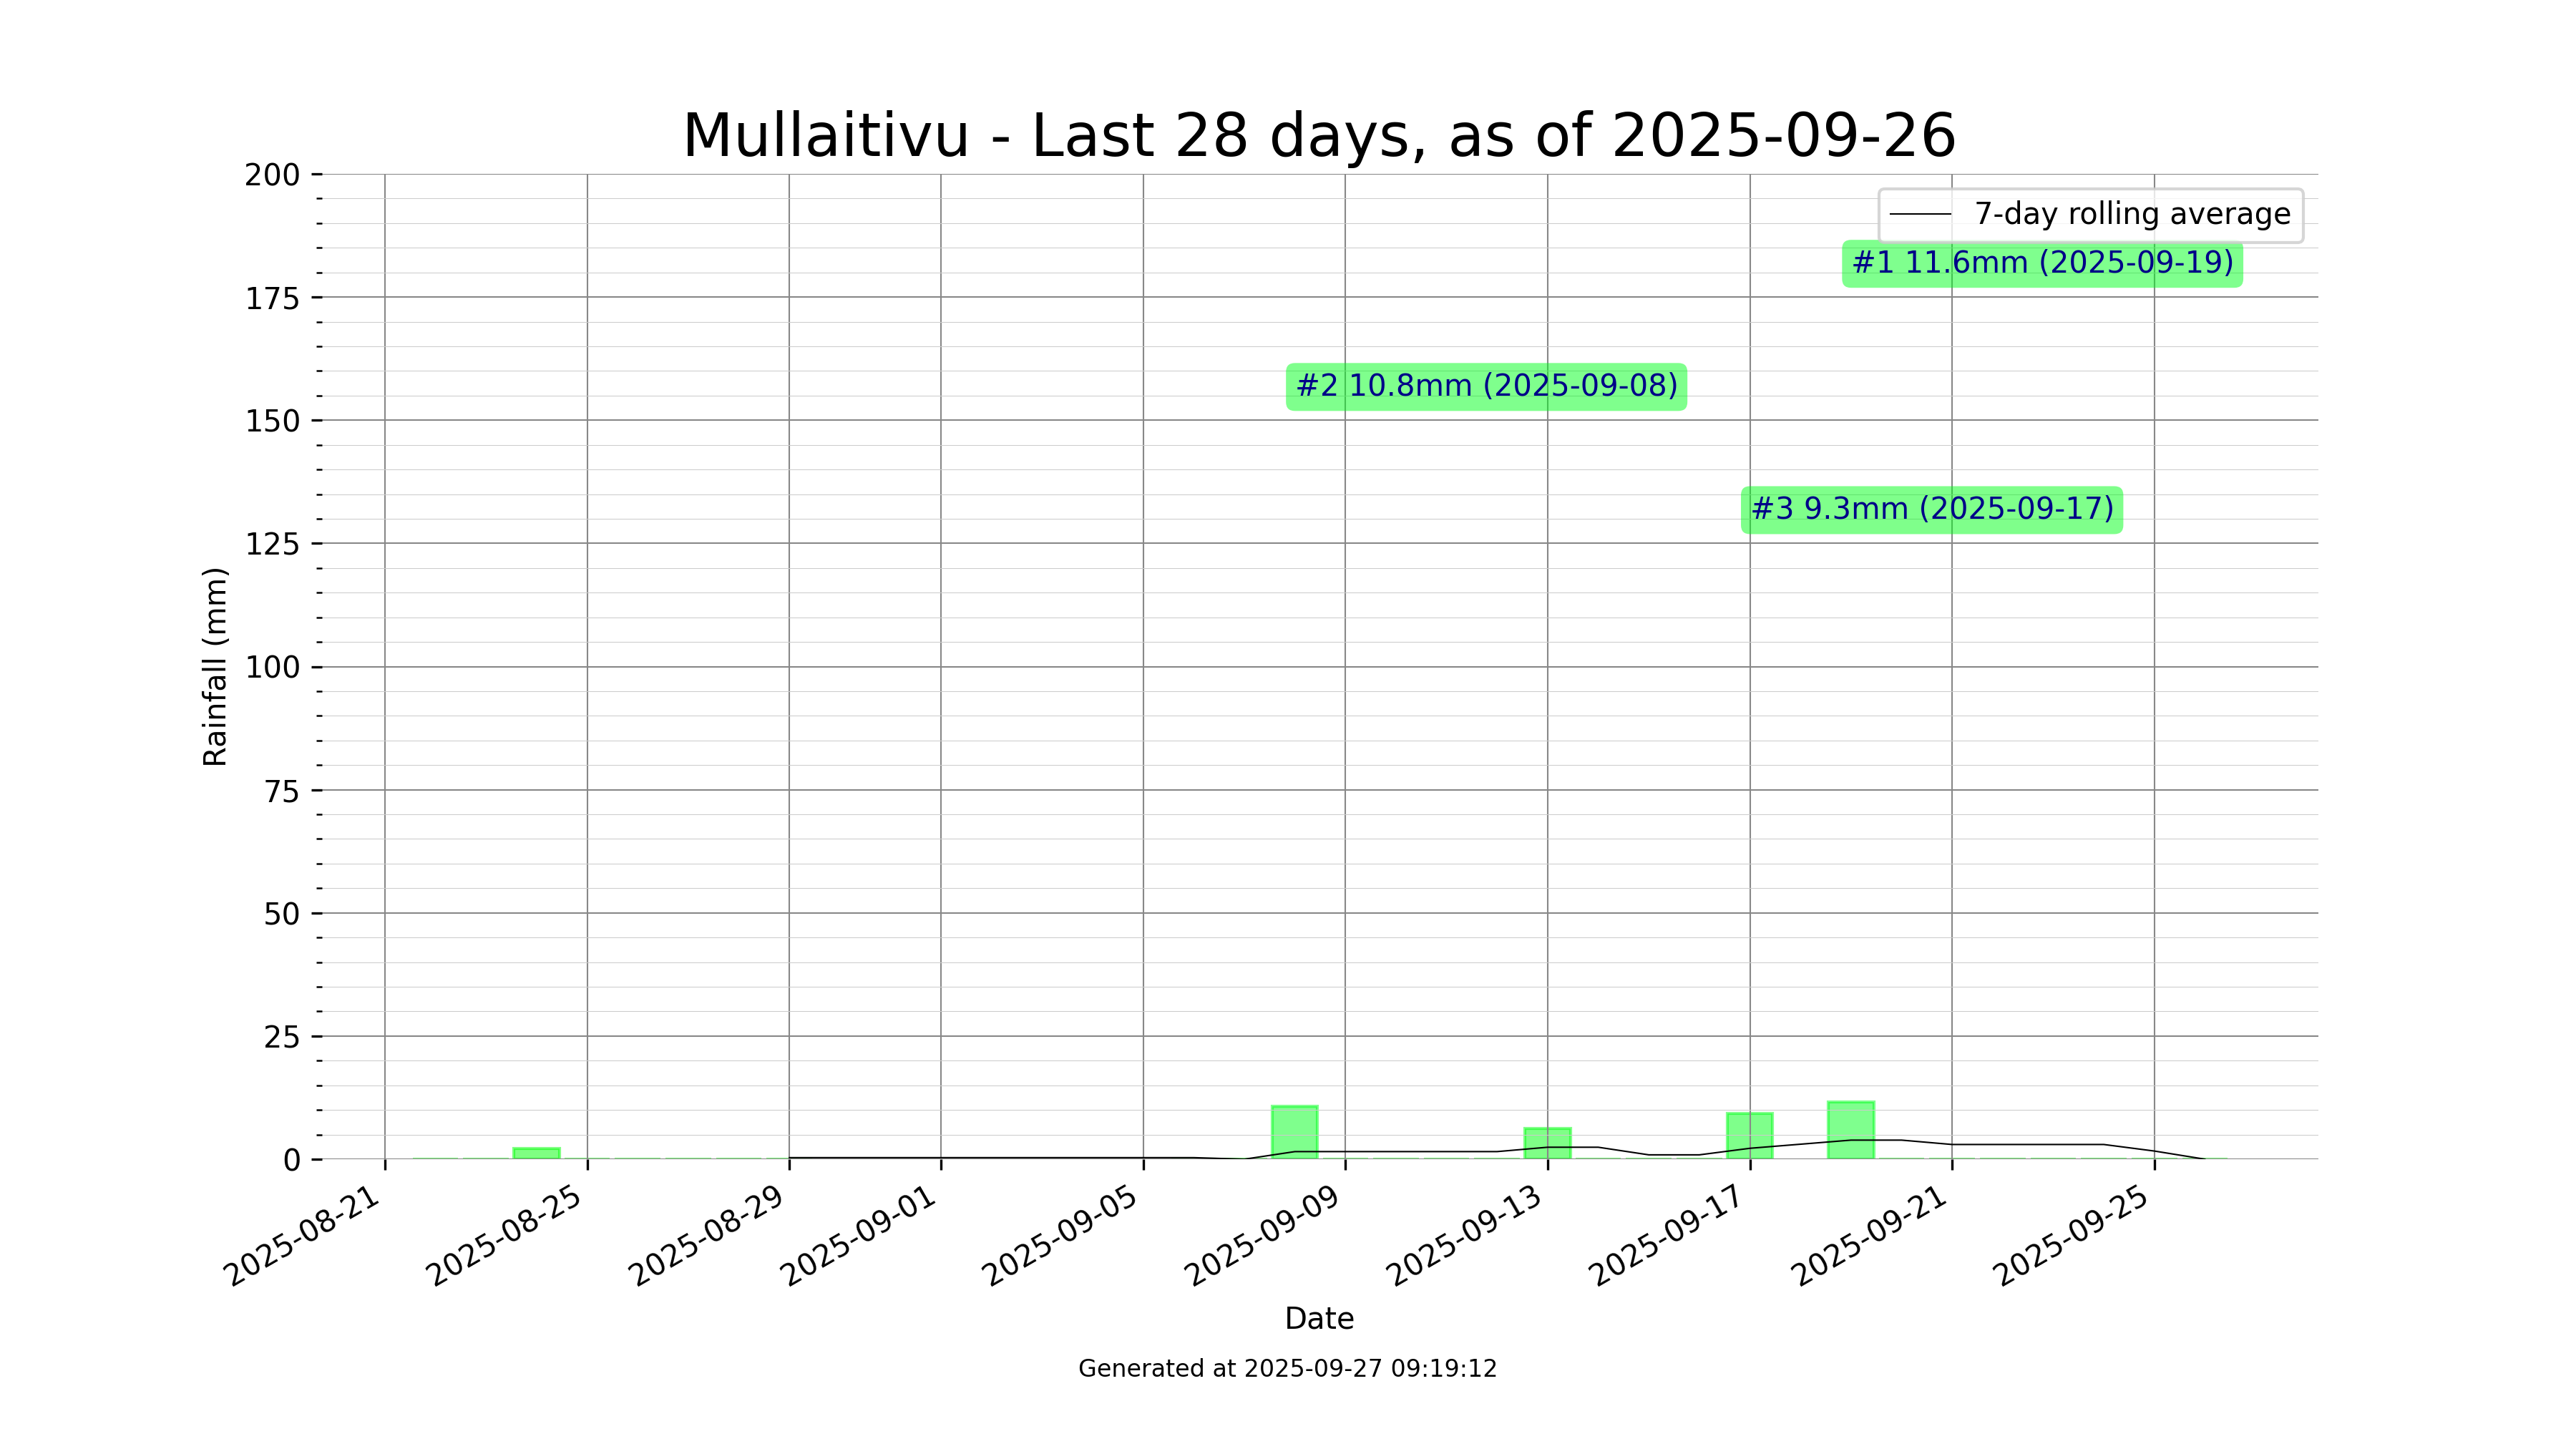 Mullaitivu - Last 28 days, as of 2025-09-26
7-day rolling average
#1 11.6mm (2025-09-19)
#2 10.8mm (2025-09-08)
#3 9.3mm (2025-09-17)
Rainfall (mm)
200
175
150
125
100
75
50
25
0
2025-08-21
2025-08-25
2025-08-29
2025-09-01
2025-09-05
2025-09-09
2025-09-13
2025-09-17
2025-09-21
2025-09-25
Date
Generated at 2025-09-27 09:19:12